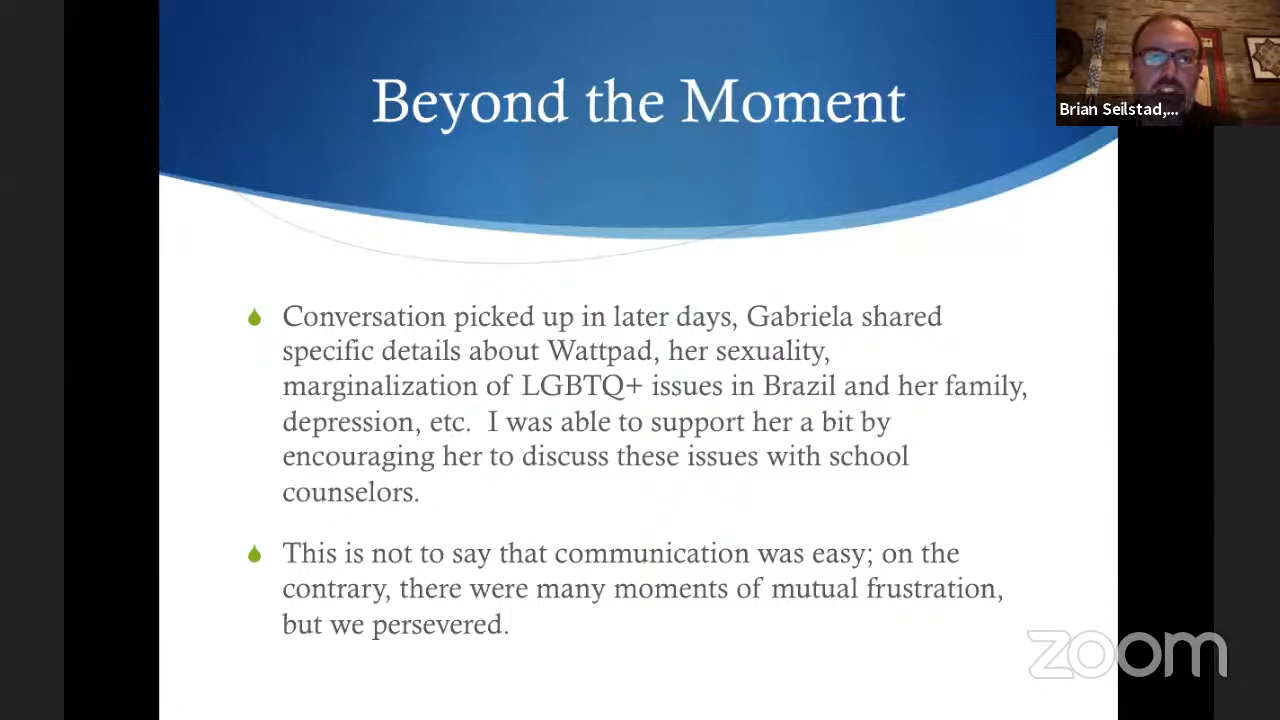 Beyond the Moment
Brian Seilstad,...
Conversation picked up in later days, Gabriela shared
specific details about Wattpad, her sexuality,
marginalization of LGBTQ+ issues in Brazil and her family,
depression, etc.  I was able to support her a bit by
encouraging her to discuss these issues with school
counselors.
This is not to say that communication was easy; on the
contrary, there were many moments of mutual frustration,
but we persevered.
zoom